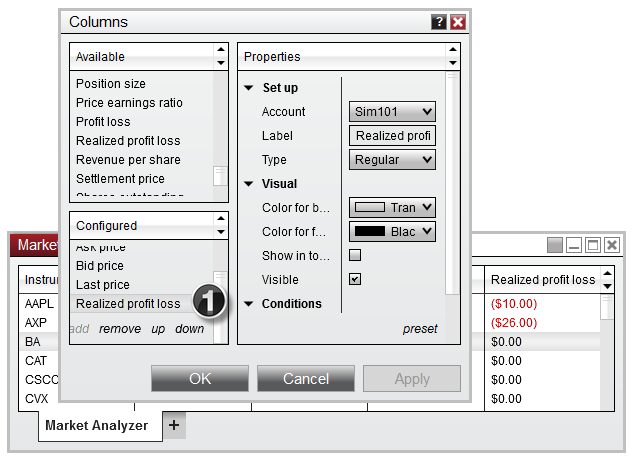 Columns
?
Available
Position size
Price earnings ratio
Profit loss
Realized profit loss
Revenue per share
Settlement price
Shares outstanding
Configured
Ask price
Bid price
Last price
Realized profit loss
1
add remove up down
Properties
Set up
Account Sim101
Label Realized profi
Type Regular
Visual
Color for b... Tran
Color for f... Blac
Show in to...
Visible
Conditions
preset
OK Cancel Apply
Market
Instrum Realized profit loss
AAPL ($10.00)
AXP ($26.00)
BA $0.00
CAT $0.00
CSCO $0.00
CVX $0.00
Market Analyzer +